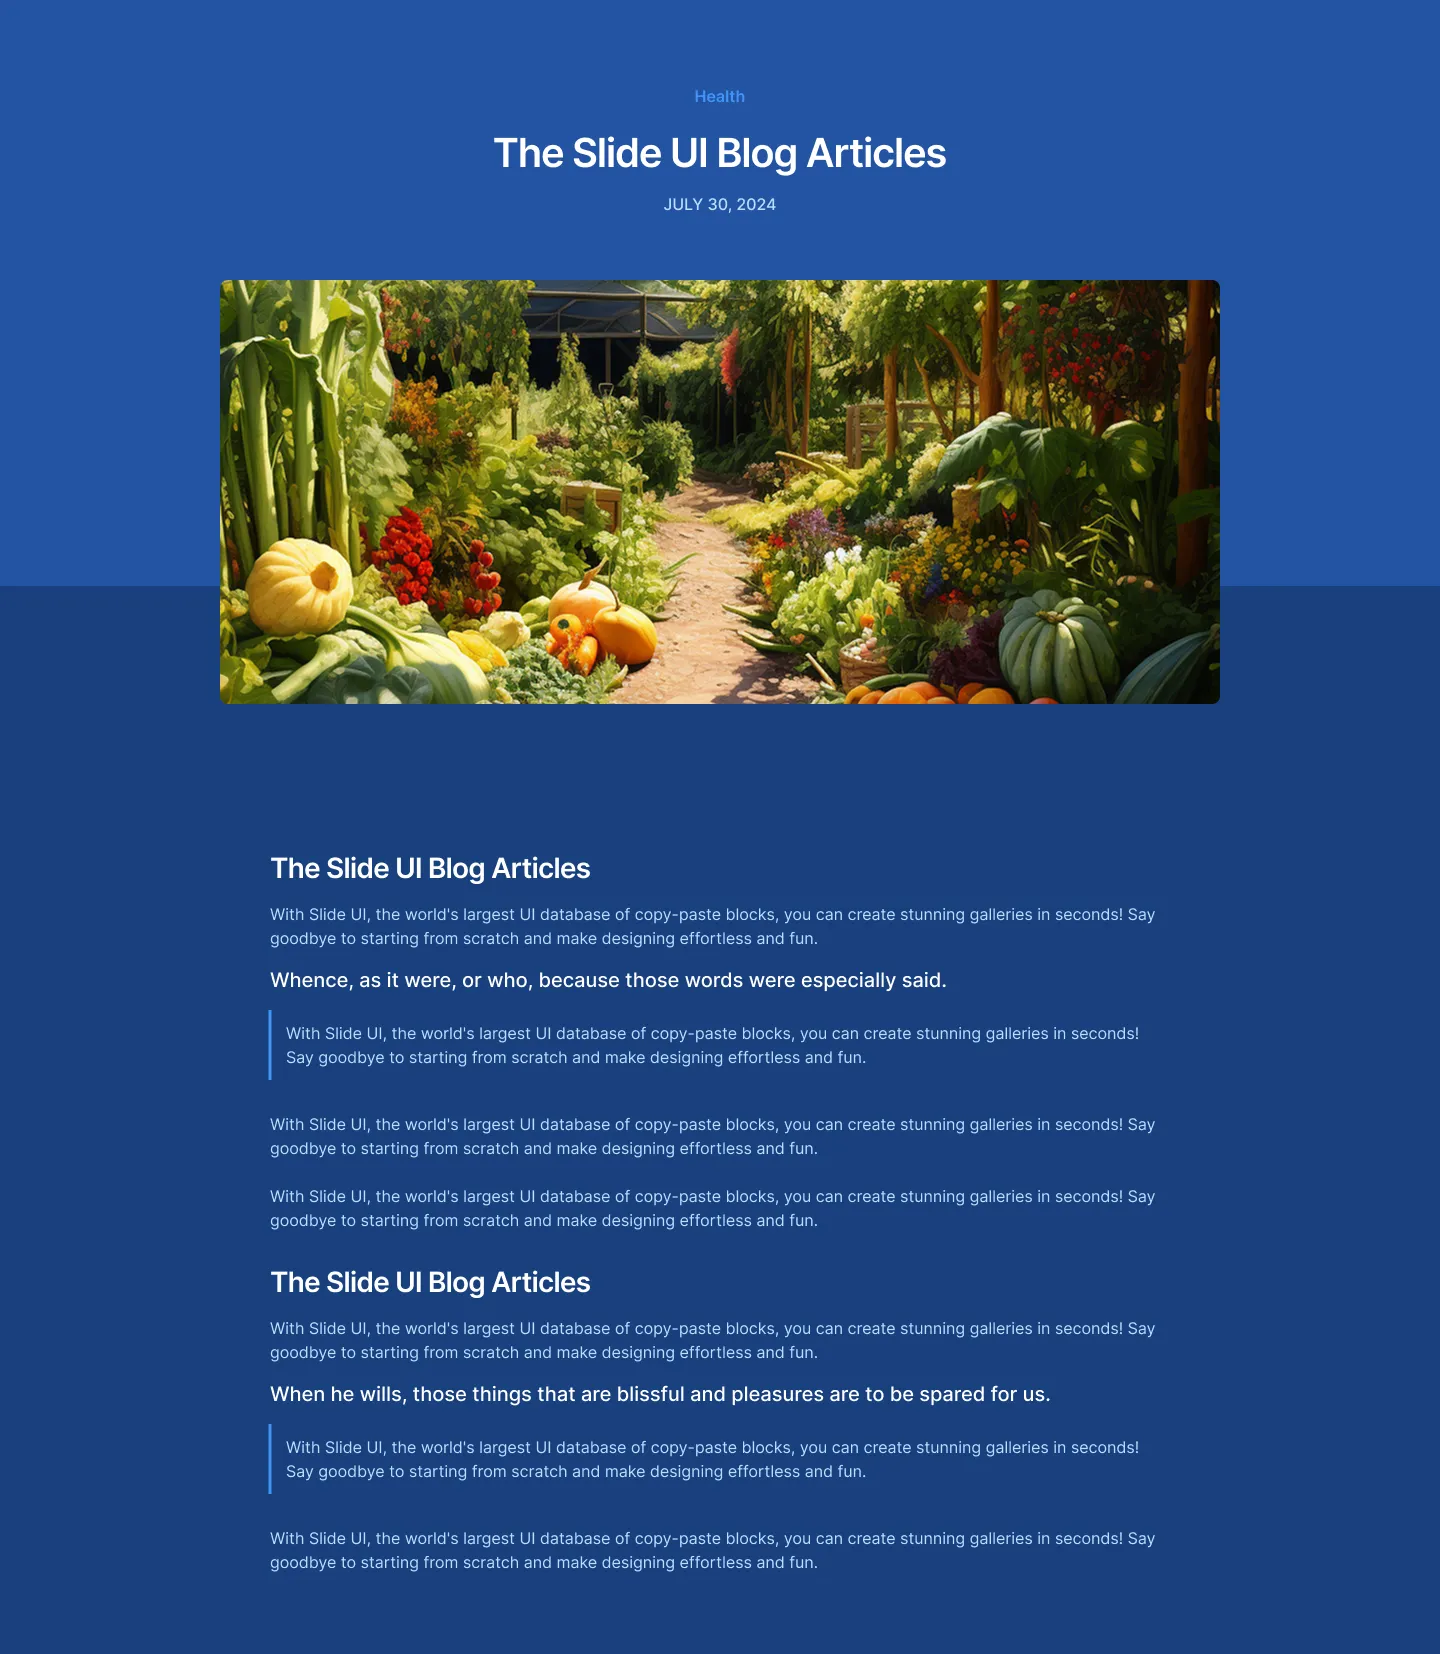 Health
The Slide UI Blog Articles
JULY 30, 2024
The Slide UI Blog Articles
With Slide UI, the world's largest UI database of copy-paste blocks, you can create stunning galleries in seconds! Say
goodbye to starting from scratch and make designing effortless and fun.
Whence, as it were, or who, because those words were especially said.
With Slide UI, the world's largest UI database of copy-paste blocks, you can create stunning galleries in seconds!
Say goodbye to starting from scratch and make designing effortless and fun.
With Slide UI, the world's largest UI database of copy-paste blocks, you can create stunning galleries in seconds! Say
goodbye to starting from scratch and make designing effortless and fun.
With Slide UI, the world's largest UI database of copy-paste blocks, you can create stunning galleries in seconds! Say
goodbye to starting from scratch and make designing effortless and fun.
The Slide UI Blog Articles
With Slide UI, the world's largest UI database of copy-paste blocks, you can create stunning galleries in seconds! Say
goodbye to starting from scratch and make designing effortless and fun.
When he wills, those things that are blissful and pleasures are to be spared for us.
With Slide UI, the world's largest UI database of copy-paste blocks, you can create stunning galleries in seconds!
Say goodbye to starting from scratch and make designing effortless and fun.
With Slide UI, the world's largest UI database of copy-paste blocks, you can create stunning galleries in seconds! Say
goodbye to starting from scratch and make designing effortless and fun.